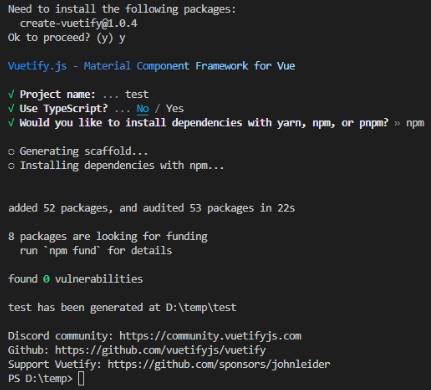 Need to install the following packages:
create-vuetify@1.0.4
Ok to proceed? (y) y
Vuetify.js - Material Component Framework for Vue
√ Project name: ... test
√ Use TypeScript? ... No / Yes
√ Would you like to install dependencies with yarn, npm, or pnpm? » npm
○ Generating scaffold...
○ Installing dependencies with npm...
added 52 packages, and audited 53 packages in 22s
8 packages are looking for funding
run `npm fund` for details
found 0 vulnerabilities
test has been generated at D:\temp\test
Discord community: https://community.vuetifyjs.com
Github: https://github.com/vuetifyjs/vuetify
Support Vuetify: https://github.com/sponsors/johnleider
PS D:\temp>